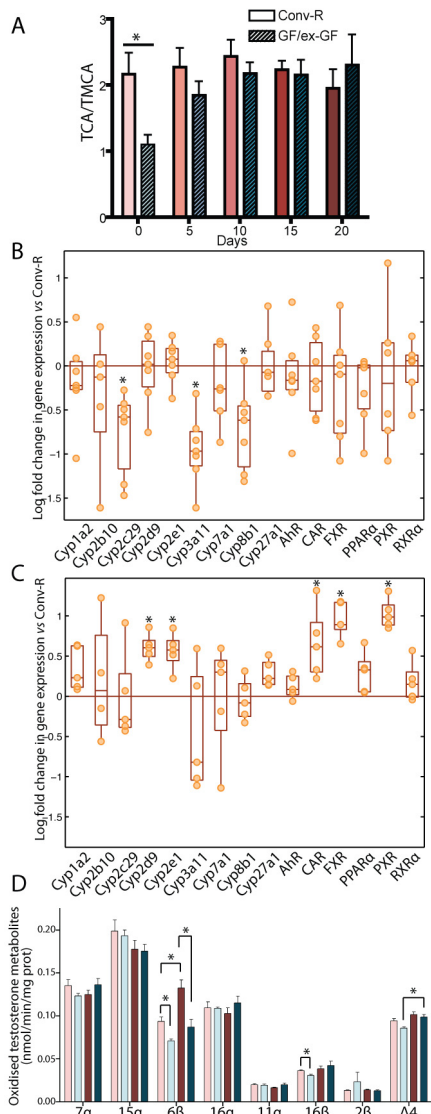 A
TCA/TMCA
3
2
1
0
*
Conv-R
GF/ex-GF
0 5 10 15 20
Days
B
Log fold change in gene expression vs Conv-R
1
0.5
0
-0.5
-1
-1.5
* * *
Cyp1a2 Cyp2b10 Cyp2c29 Cyp2d9 Cyp2e1 Cyp3a11 Cyp7a1 Cyp8b1 Cyp27a1 AhR CAR FXR PPARα PXR RXRα
C
Log fold change in gene expression vs Conv-R
1
0.5
0
-0.5
-1
-1.5
* * * * *
Cyp1a2 Cyp2b10 Cyp2c29 Cyp2d9 Cyp2e1 Cyp3a11 Cyp7a1 Cyp8b1 Cyp27a1 AhR CAR FXR PPARα PXR RXRα
D
Oxidised testosterone metabolites
(nmol/min/mg prot)
0.20
0.15
0.10
0.05
0.00
* * * * * *
7α 15α 6β 16α 11α 16β 2β Δ4